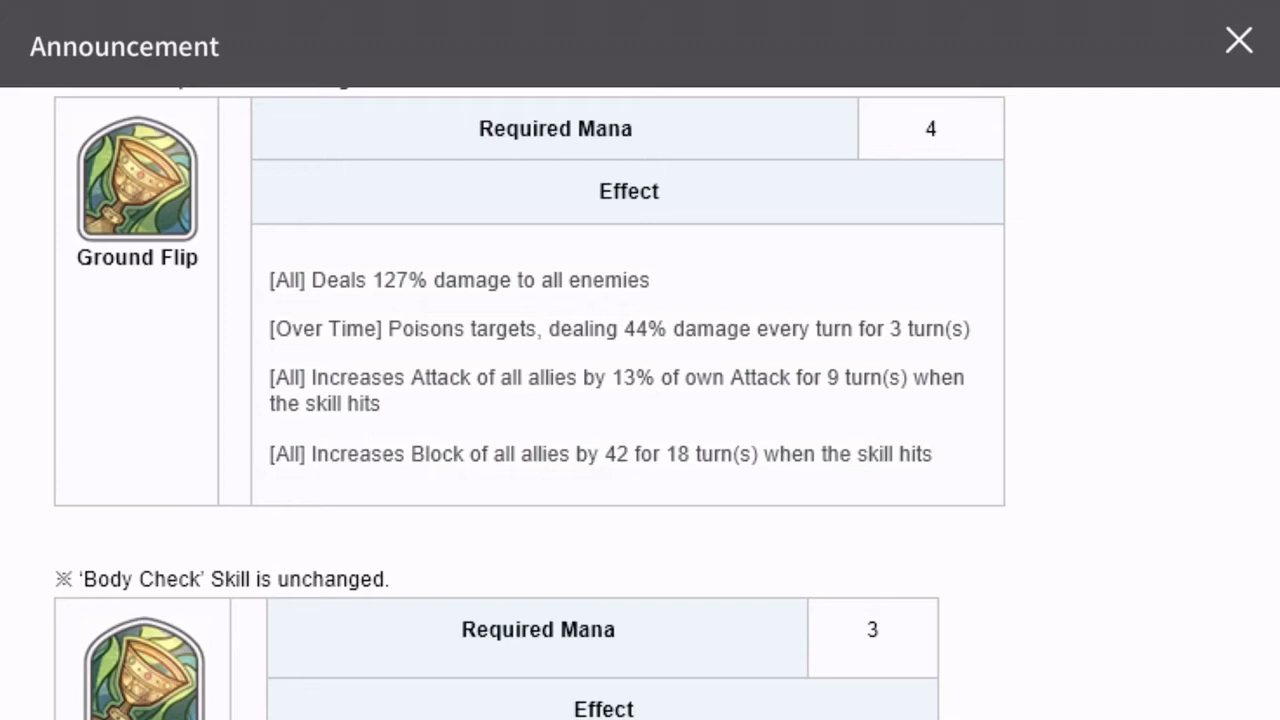 Announcement
Required Mana
4
Effect
Ground Flip
[All] Deals 127% damage to all enemies
[Over Time] Poisons targets, dealing 44% damage every turn for 3 turn(s)
[All] Increases Attack of all allies by 13% of own Attack for 9 turn(s) when
the skill hits
[All] Increases Block of all allies by 42 for 18 turn(s) when the skill hits
※ ‘Body Check’ Skill is unchanged.
Required Mana
3
Effect